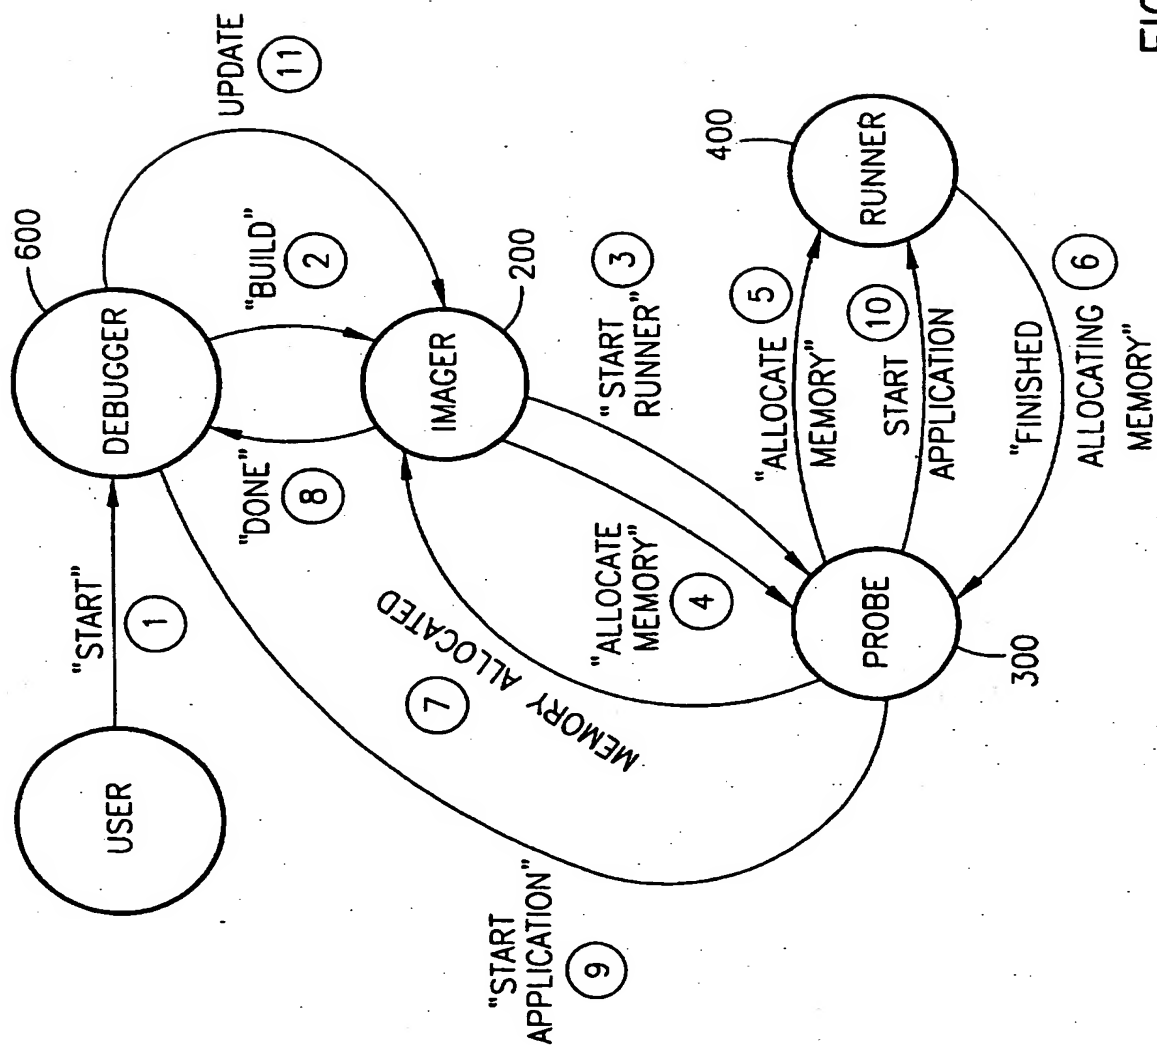 USER
"START"
1
600
DEBUGGER
UPDATE
11
"BUILD"
2
"DONE"
8
IMAGER
200
"START
RUNNER"
3
"ALLOCATE
MEMORY"
4
MEMORY ALLOCATED
7
"START
APPLICATION"
9
PROBE
300
"ALLOCATE
MEMORY"
5
10
START
APPLICATION
"FINISHED
ALLOCATING
MEMORY"
6
400
RUNNER